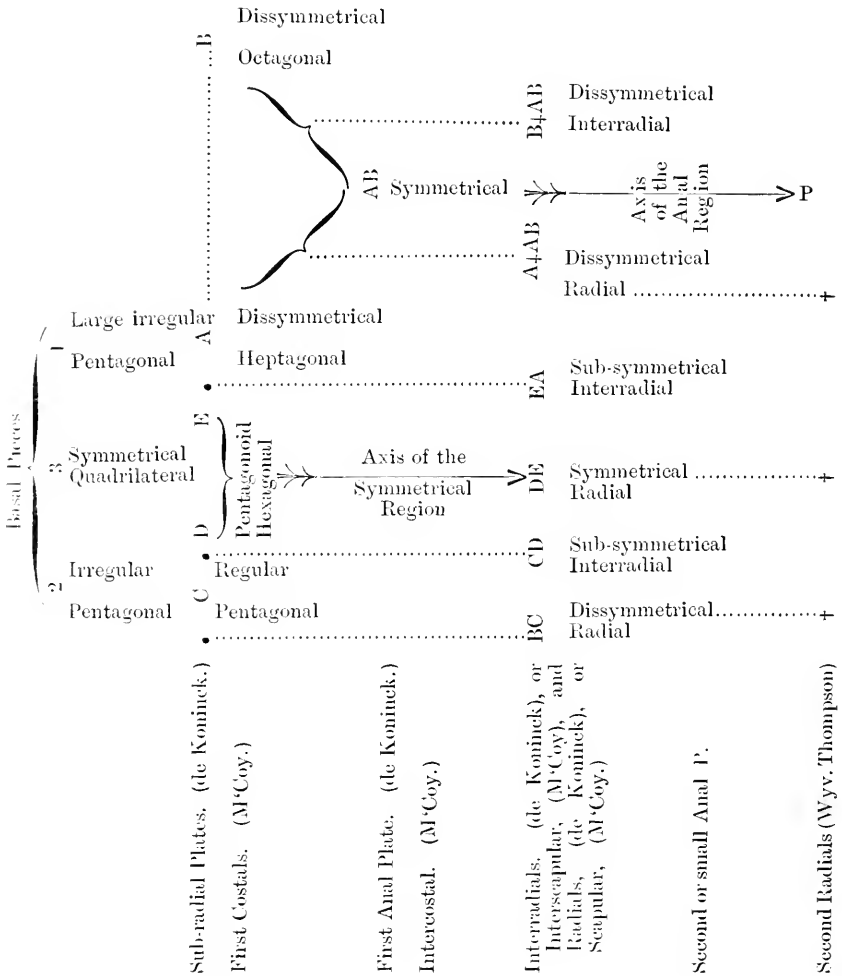 Dissymmetrical
B
Octagonal
B+AB
Dissymmetrical
Interradial
AB
Symmetrical
Axis
of the
Anal
Region
P
A+AB
Dissymmetrical
Radial
Large irregular
Pentagonal
1
A
Dissymmetrical
Heptagonal
EA
Sub-symmetrical
Interradial
Basal Pieces
3
Symmetrical
Quadrilateral
E
D
Pentagonoid
Hexagonal
Axis of the
Symmetrical
Region
DE
Symmetrical
Radial
CD
Sub-symmetrical
Interradial
2
Irregular
Pentagonal
C
Regular
Pentagonal
BC
Dissymmetrical
Radial
Sub-radial Plates. (de Koninck.)
First Costals. (M‘Coy.)
First Anal Plate. (de Koninck.)
Intercostal. (M‘Coy.)
Interradials. (de Koninck), or
Interscapular, (M‘Coy), and
Radials, (de Koninck), or
Scapular, (M‘Coy.)
Second or small Anal P.
Second Radials (Wyv. Thompson)